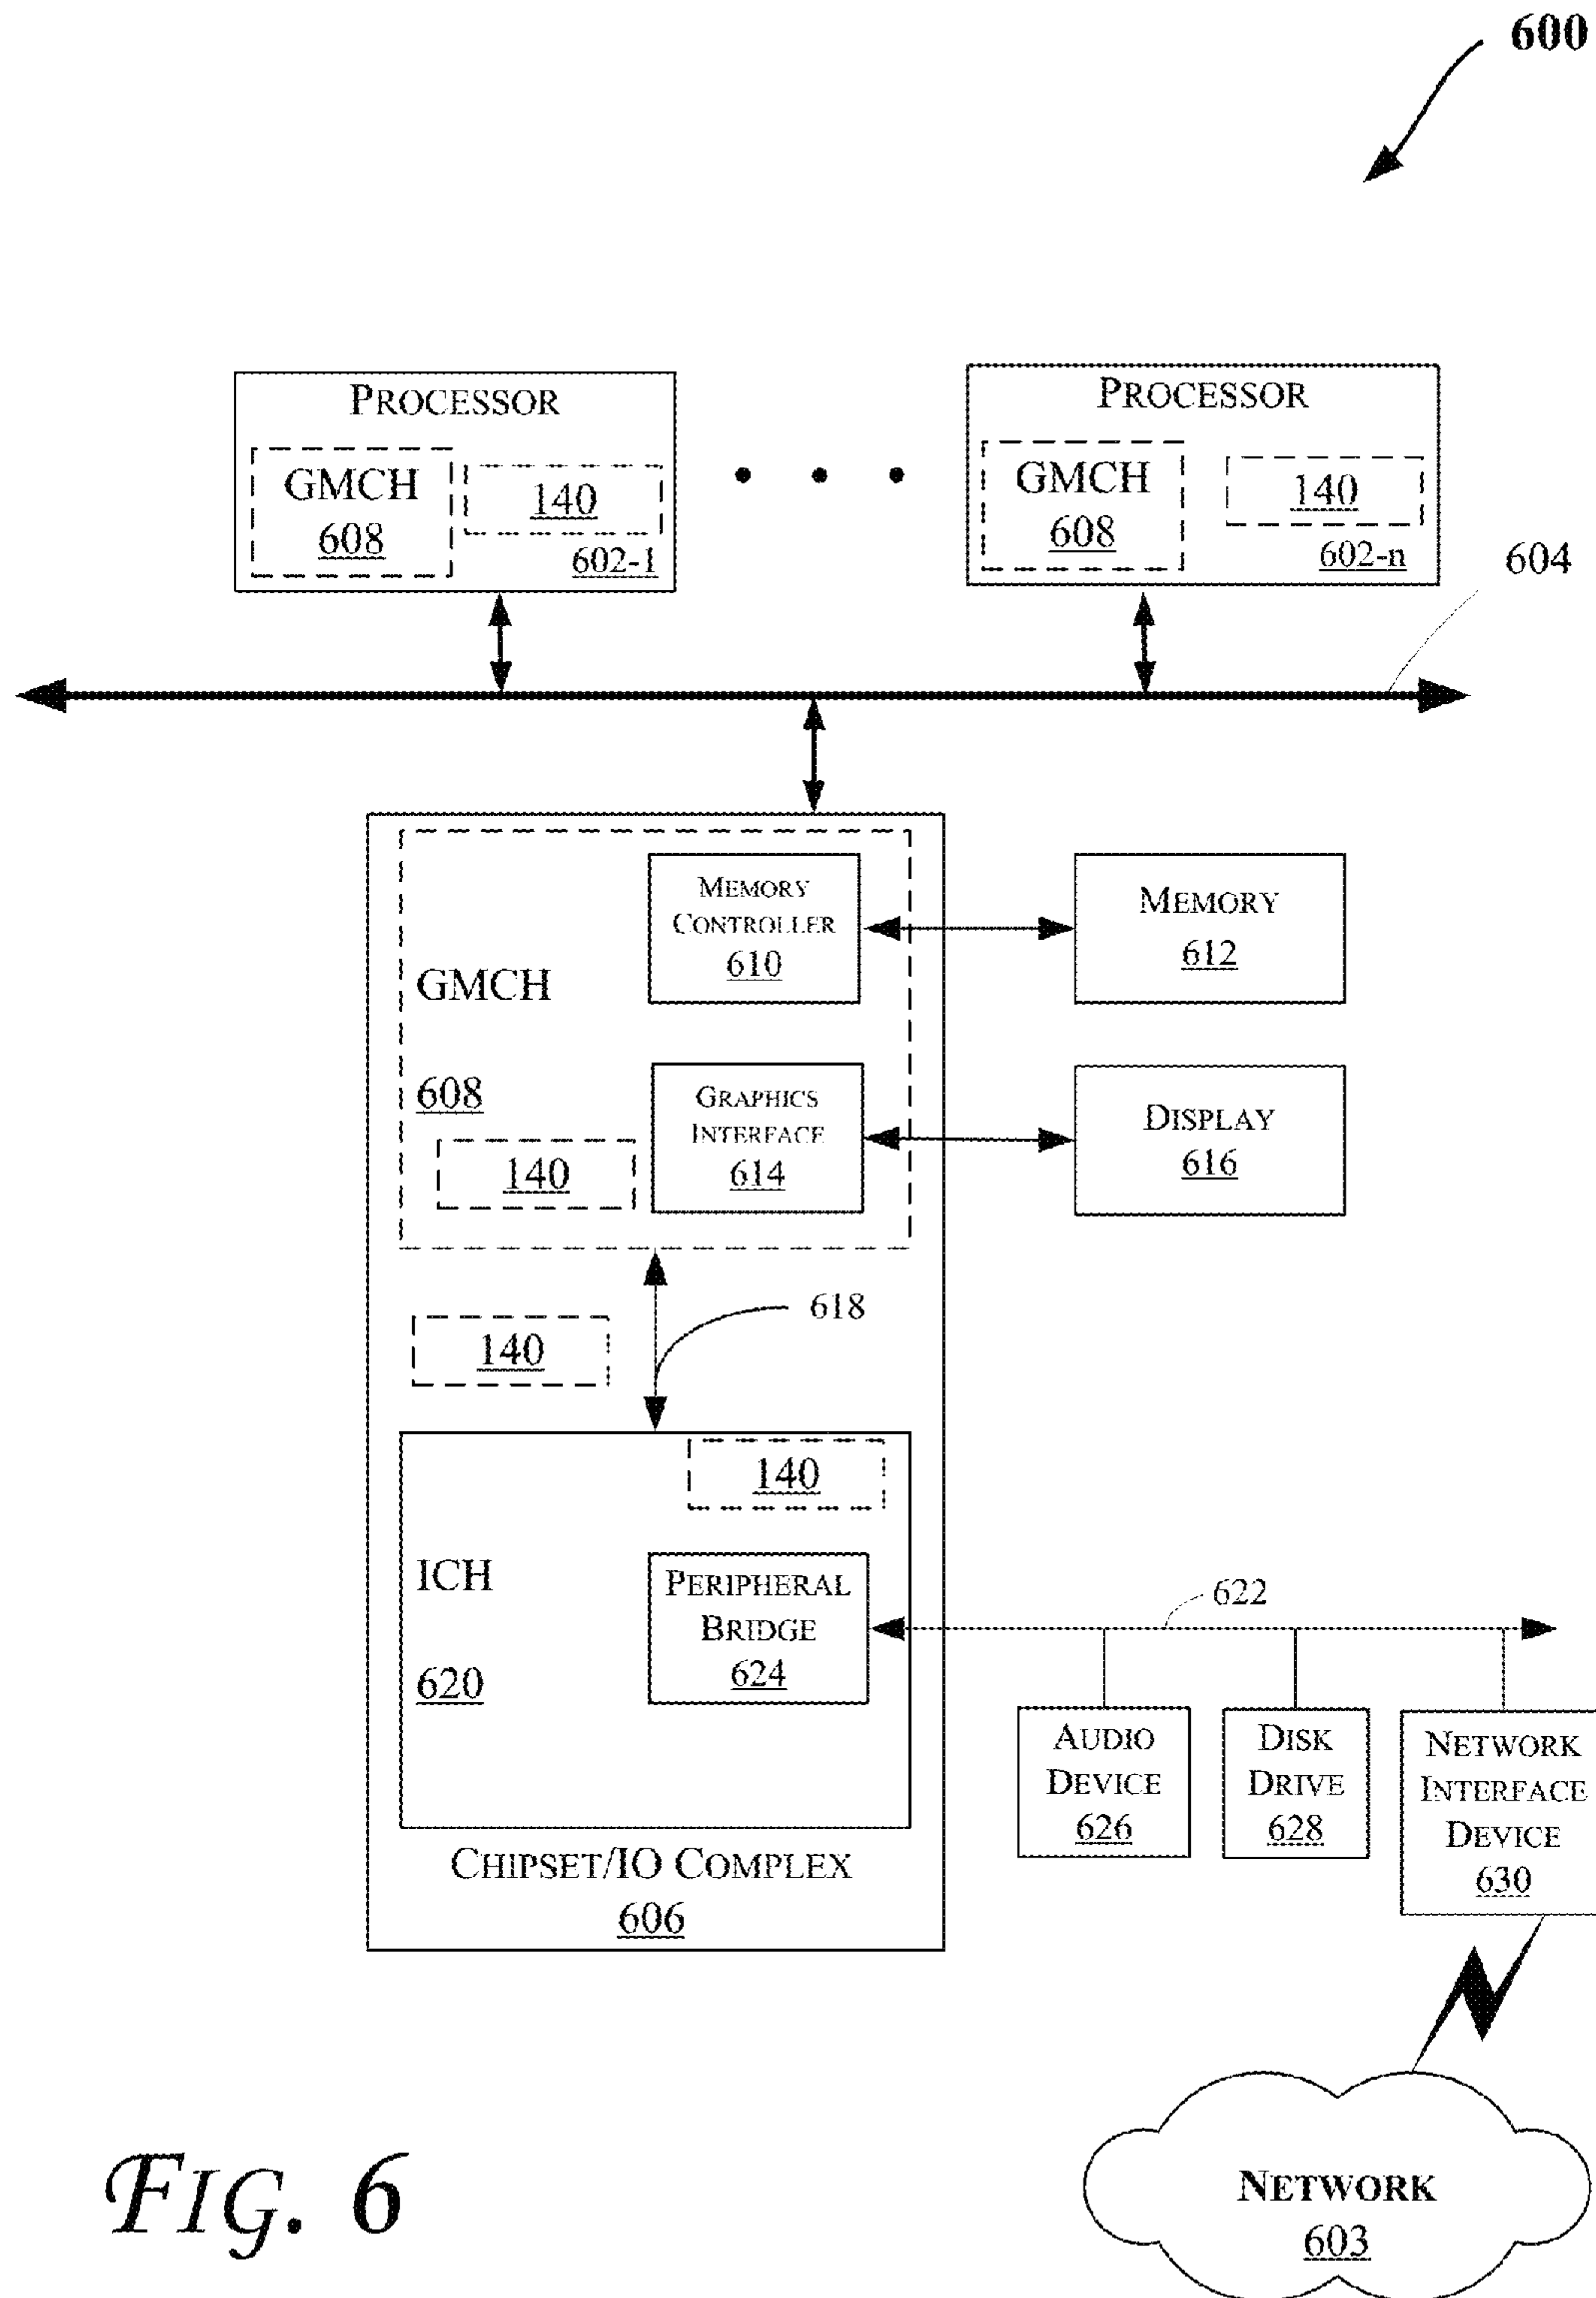 600
PROCESSOR
GMCH
608
140
602-1
PROCESSOR
GMCH
608
140
602-n
604
GMCH
608
140
MEMORY
CONTROLLER
610
MEMORY
612
GRAPHICS
INTERFACE
614
DISPLAY
616
618
140
140
ICH
620
PERIPHERAL
BRIDGE
624
622
AUDIO
DEVICE
626
DISK
DRIVE
628
NETWORK
INTERFACE
DEVICE
630
CHIPSET/IO COMPLEX
606
NETWORK
603
FIG. 6